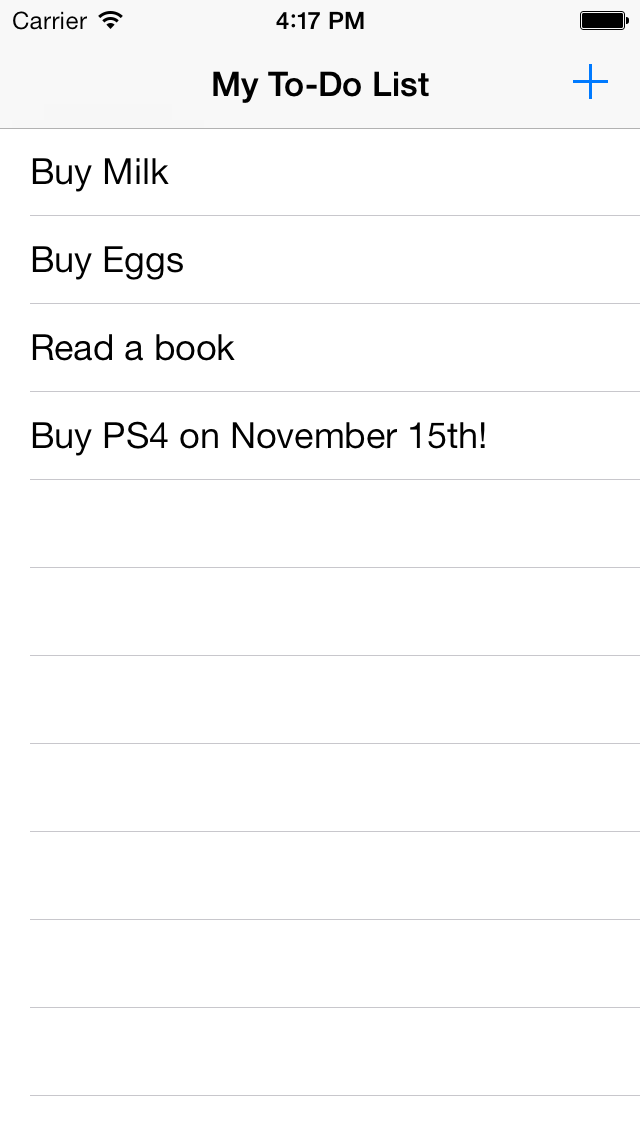 Carrier 4:17 PM
My To-Do List
Buy Milk
Buy Eggs
Read a book
Buy PS4 on November 15th!